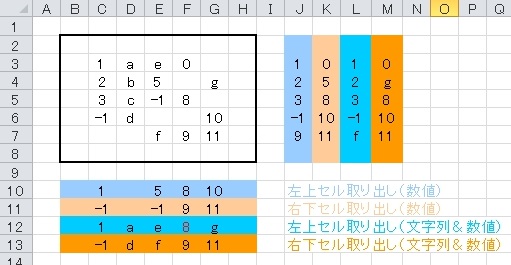 A B C D E F G H I J K L M N O P Q
1
2
3 1 a e 0 1 0 1 0
4 2 b 5 g 2 5 2 g
5 3 c -1 8 3 8 3 8
6 -1 d 10 -1 10 -1 10
7 f 9 11 9 11 f 11
8
9
10 1 5 8 10 左上セル取り出し(数値)
11 -1 -1 9 11 右下セル取り出し(数値)
12 1 a e 8 g 左上セル取り出し(文字列&数値)
13 -1 d f 9 11 右下セル取り出し(文字列&数値)